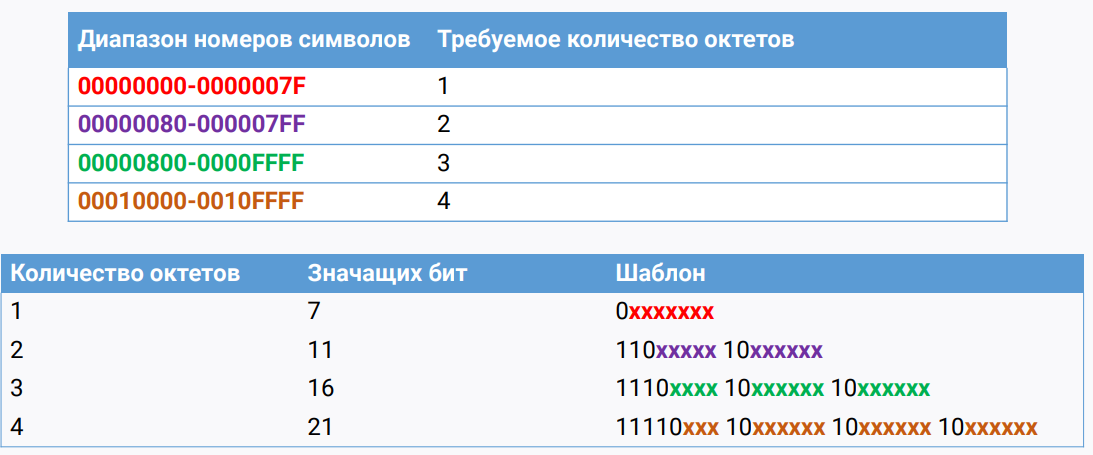 Диапазон номеров символов Требуемое количество октетов
00000000-0000007F 1
00000080-000007FF 2
00000800-0000FFFF 3
00010000-0010FFFF 4
Количество октетов Значащих бит Шаблон
1 7 0xxxxxxx
2 11 110xxxxx 10xxxxxx
3 16 1110xxxx 10xxxxxx 10xxxxxx
4 21 11110xxx 10xxxxxx 10xxxxxx 10xxxxxx